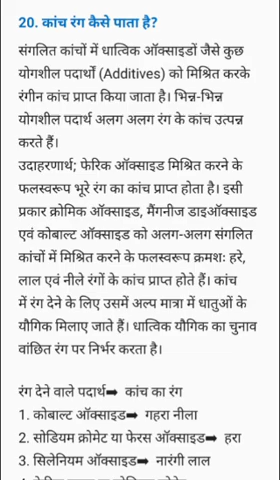 20. कांच रंग कैसे पाता है?
संगलित कांचों में धात्विक ऑक्साइडों जैसे कुछ
योगशील पदार्थों (Additives) को मिश्रित करके
रंगीन कांच प्राप्त किया जाता है। भिन्न-भिन्न
योगशील पदार्थ अलग अलग रंग के कांच उत्पन्न
करते हैं।
उदाहरणार्थ; फेरिक ऑक्साइड मिश्रित करने के
फलस्वरूप भूरे रंग का कांच प्राप्त होता है। इसी
प्रकार क्रोमिक ऑक्साइड, मैंगनीज डाइऑक्साइड
एवं कोबाल्ट ऑक्साइड को अलग-अलग संगलित
कांचों में मिश्रित करने के फलस्वरूप क्रमशः हरे,
लाल एवं नीले रंगों के कांच प्राप्त होते हैं। कांच
में रंग देने के लिए उसमें अल्प मात्रा में धातुओं के
यौगिक मिलाए जाते हैं। धात्विक यौगिक का चुनाव
वांछित रंग पर निर्भर करता है।
रंग देने वाले पदार्थ➡ कांच का रंग
1. कोबाल्ट ऑक्साइड➡ गहरा नीला
2. सोडियम क्रोमेट या फेरस ऑक्साइड➡ हरा
3. सिलेनियम ऑक्साइड➡ नारंगी लाल